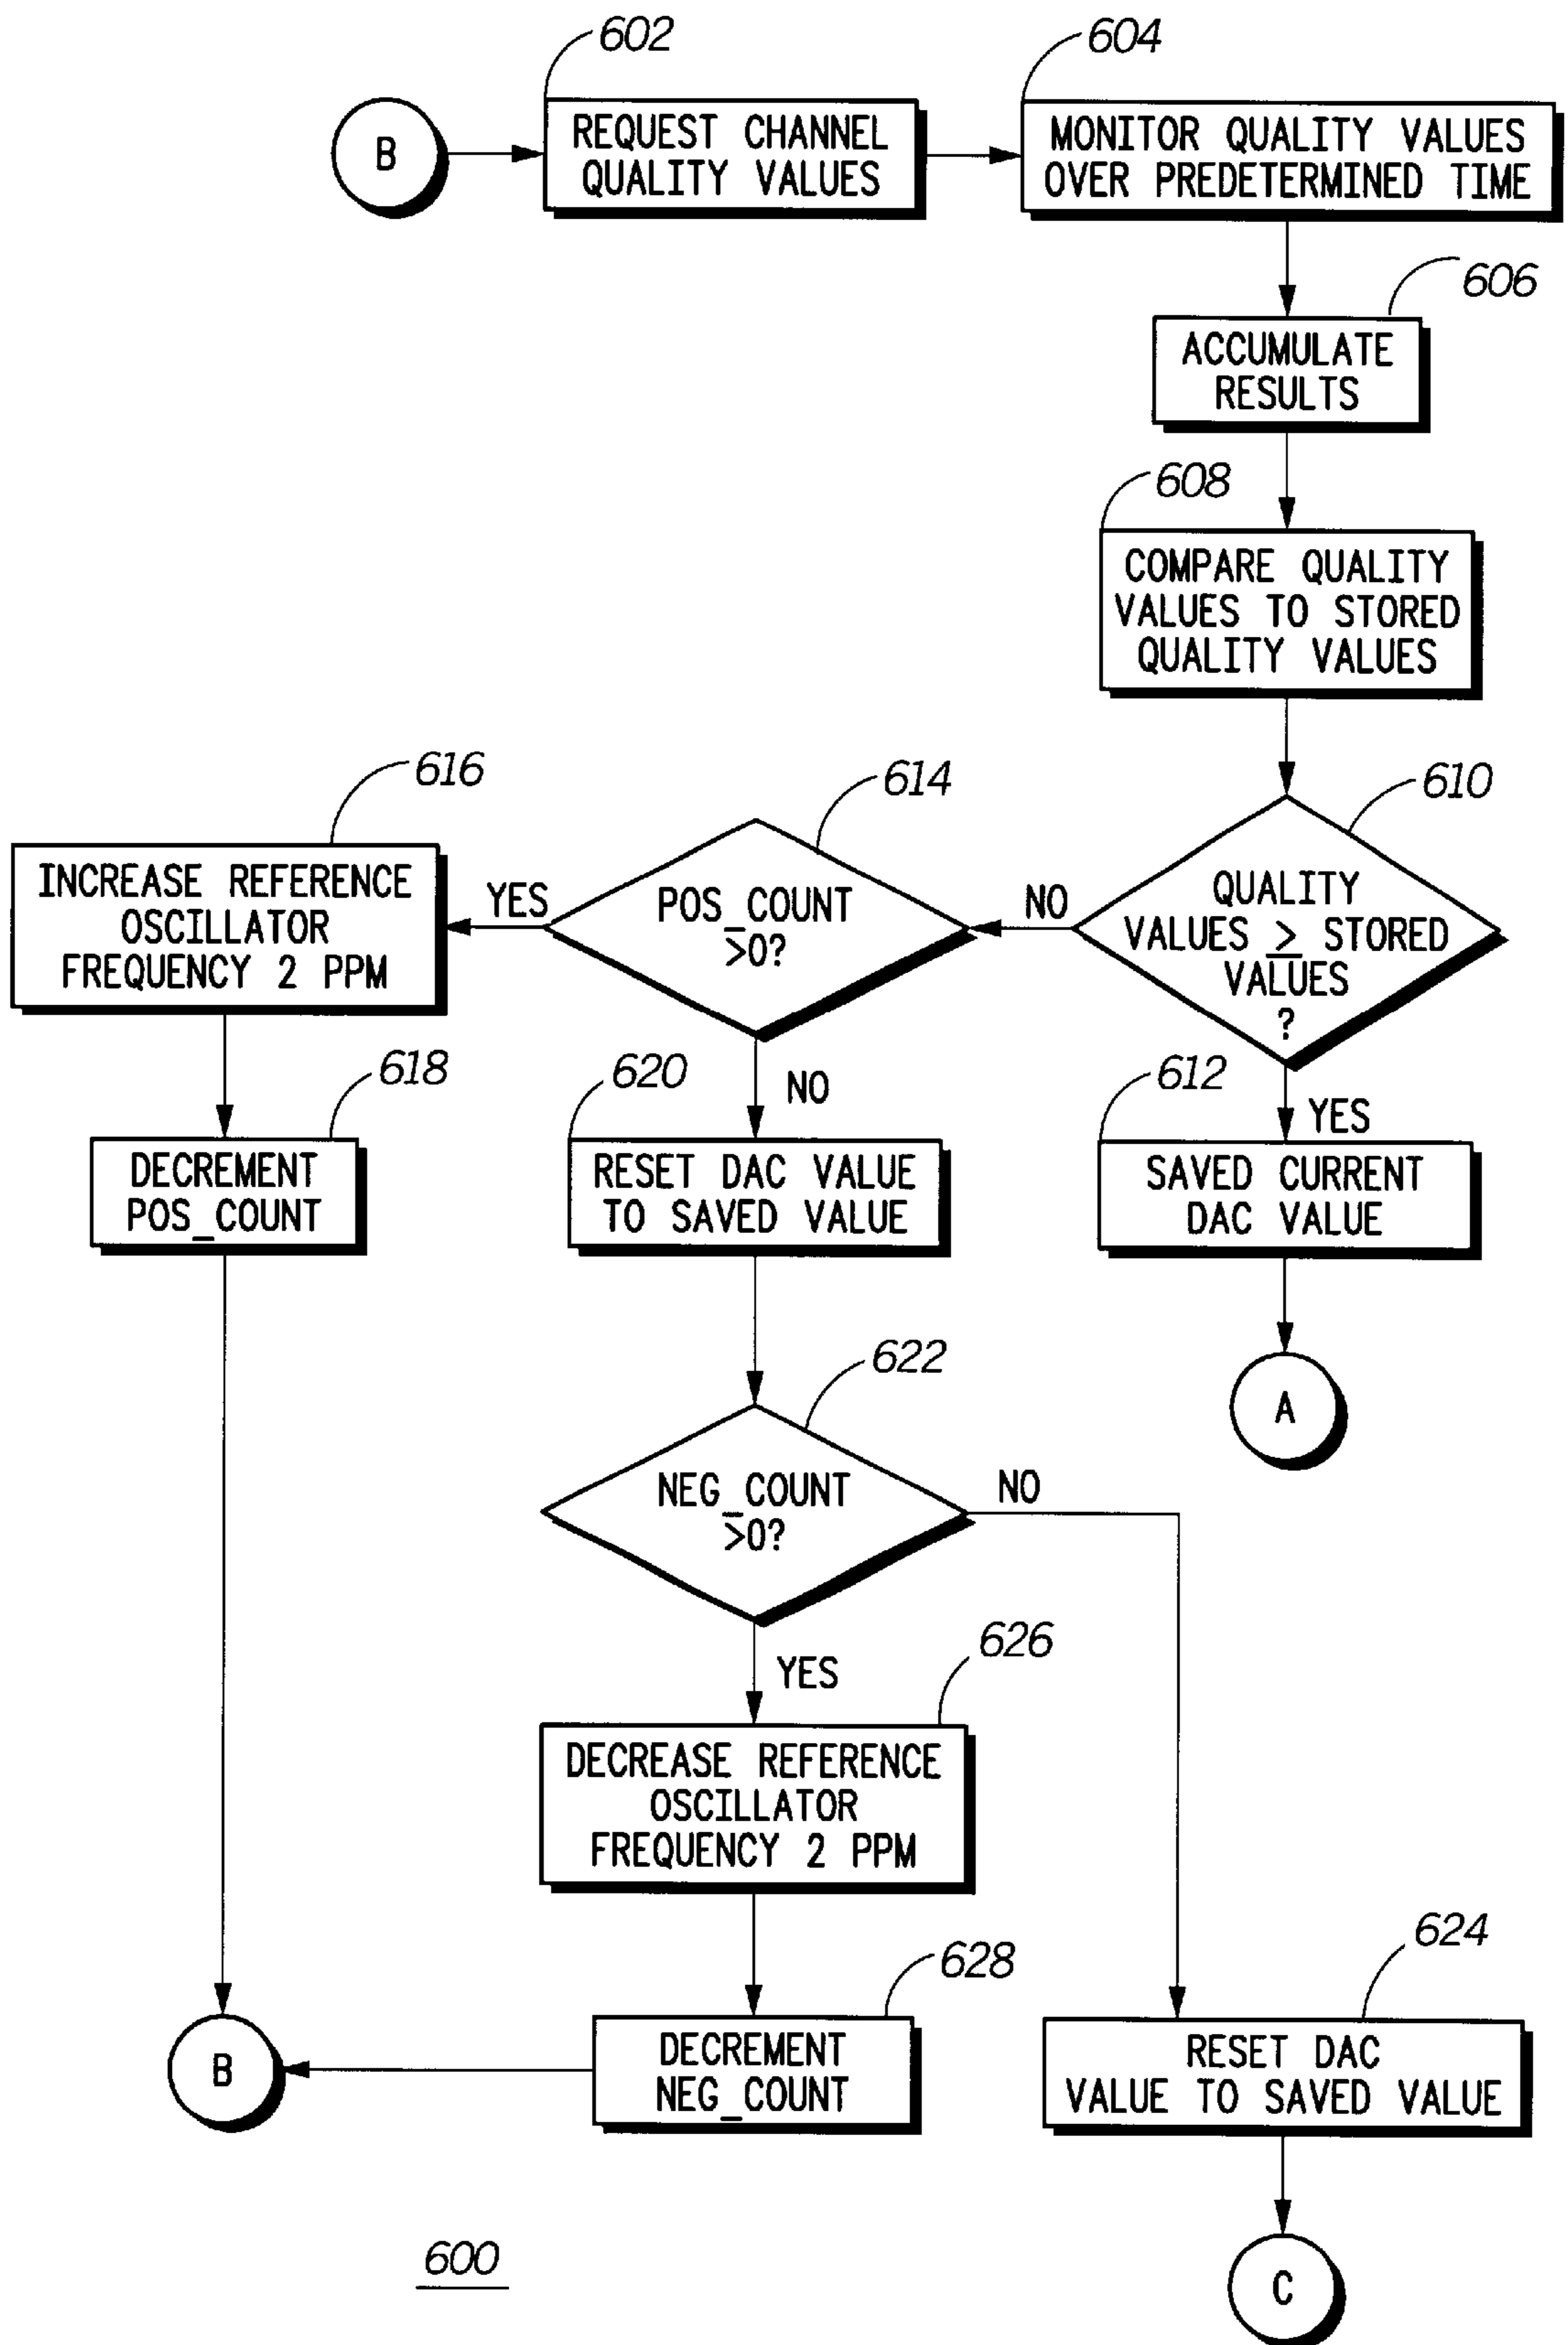 602
604
B
REQUEST CHANNEL
QUALITY VALUES
MONITOR QUALITY VALUES
OVER PREDETERMINED TIME
606
ACCUMULATE
RESULTS
608
COMPARE QUALITY
VALUES TO STORED
QUALITY VALUES
616
614
610
INCREASE REFERENCE
OSCILLATOR
FREQUENCY 2 PPM
YES
POS_COUNT
>0?
NO
QUALITY
VALUES ≥ STORED
VALUES
?
618
620
NO
612
YES
DECREMENT
POS_COUNT
RESET DAC VALUE
TO SAVED VALUE
SAVED CURRENT
DAC VALUE
622
A
NEG_COUNT
>0?
NO
626
YES
DECREASE REFERENCE
OSCILLATOR
FREQUENCY 2 PPM
628
624
B
DECREMENT
NEG_COUNT
RESET DAC
VALUE TO SAVED VALUE
600
C